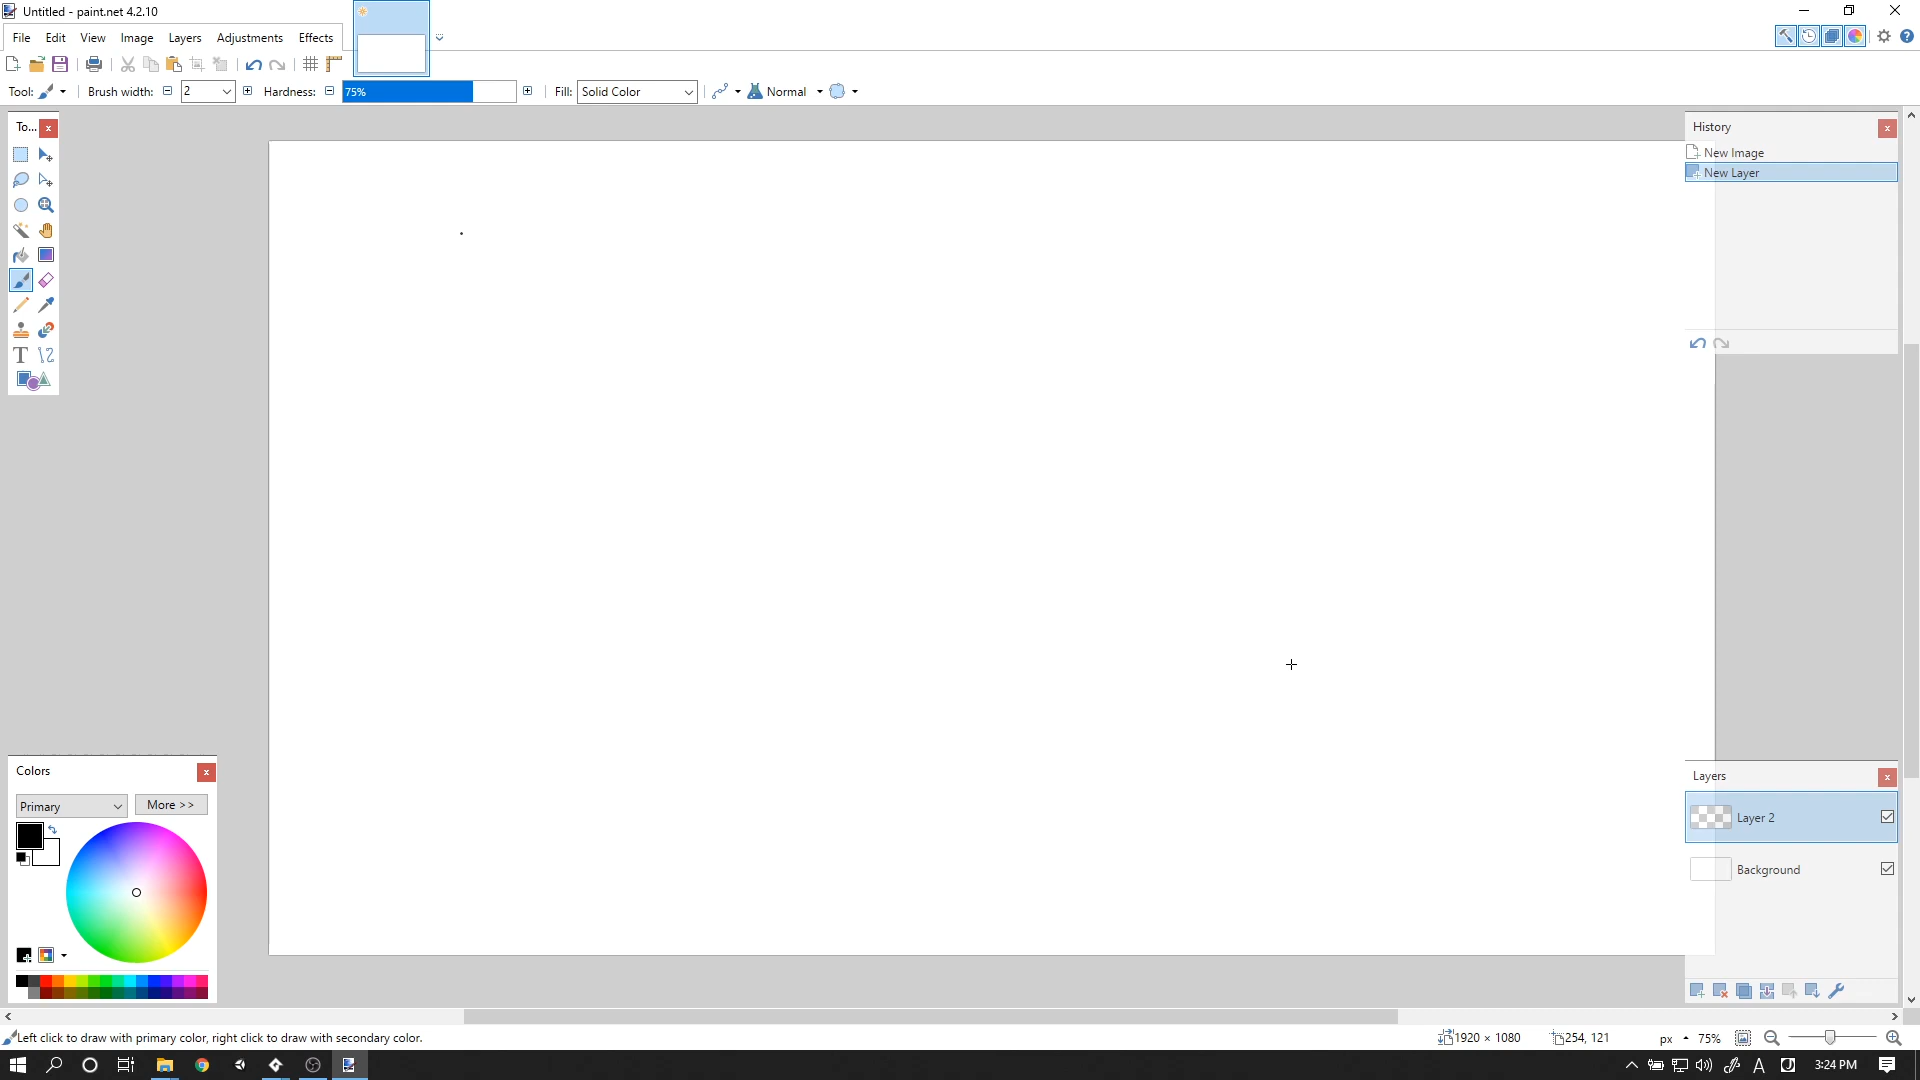 Untitled - paint.net 4.2.10
File Edit View Image Layers Adjustments Effects
Tool: Brush width: 2 Hardness: 75% Fill: Solid Color Normal
To...
History
New Image
New Layer
Colors
Primary More >>
Layers
Layer 2
Background
Left click to draw with primary color, right click to draw with secondary color.
1920 × 1080 254, 121 px 75%
3:24 PM